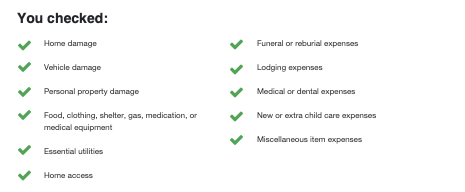 You checked:
Home damage
Vehicle damage
Personal property damage
Food, clothing, shelter, gas, medication, or
medical equipment
Essential utilities
Home access
Funeral or reburial expenses
Lodging expenses
Medical or dental expenses
New or extra child care expenses
Miscellaneous item expenses